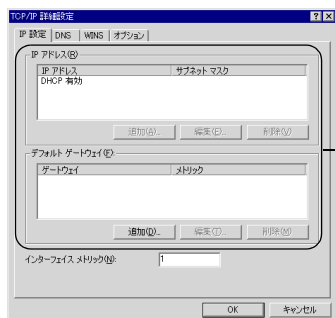 TCP/IP 詳細設定
IP 設定 DNS WINS オプション
IP アドレス(R)
IP アドレス サブネット マスク
DHCP 有効
追加(A)... 編集(E)... 削除(V)
デフォルト ゲートウェイ(F):
ゲートウェイ メトリック
追加(D)... 編集(T)... 削除(M)
インターフェイス メトリック(N): 1
OK キャンセル